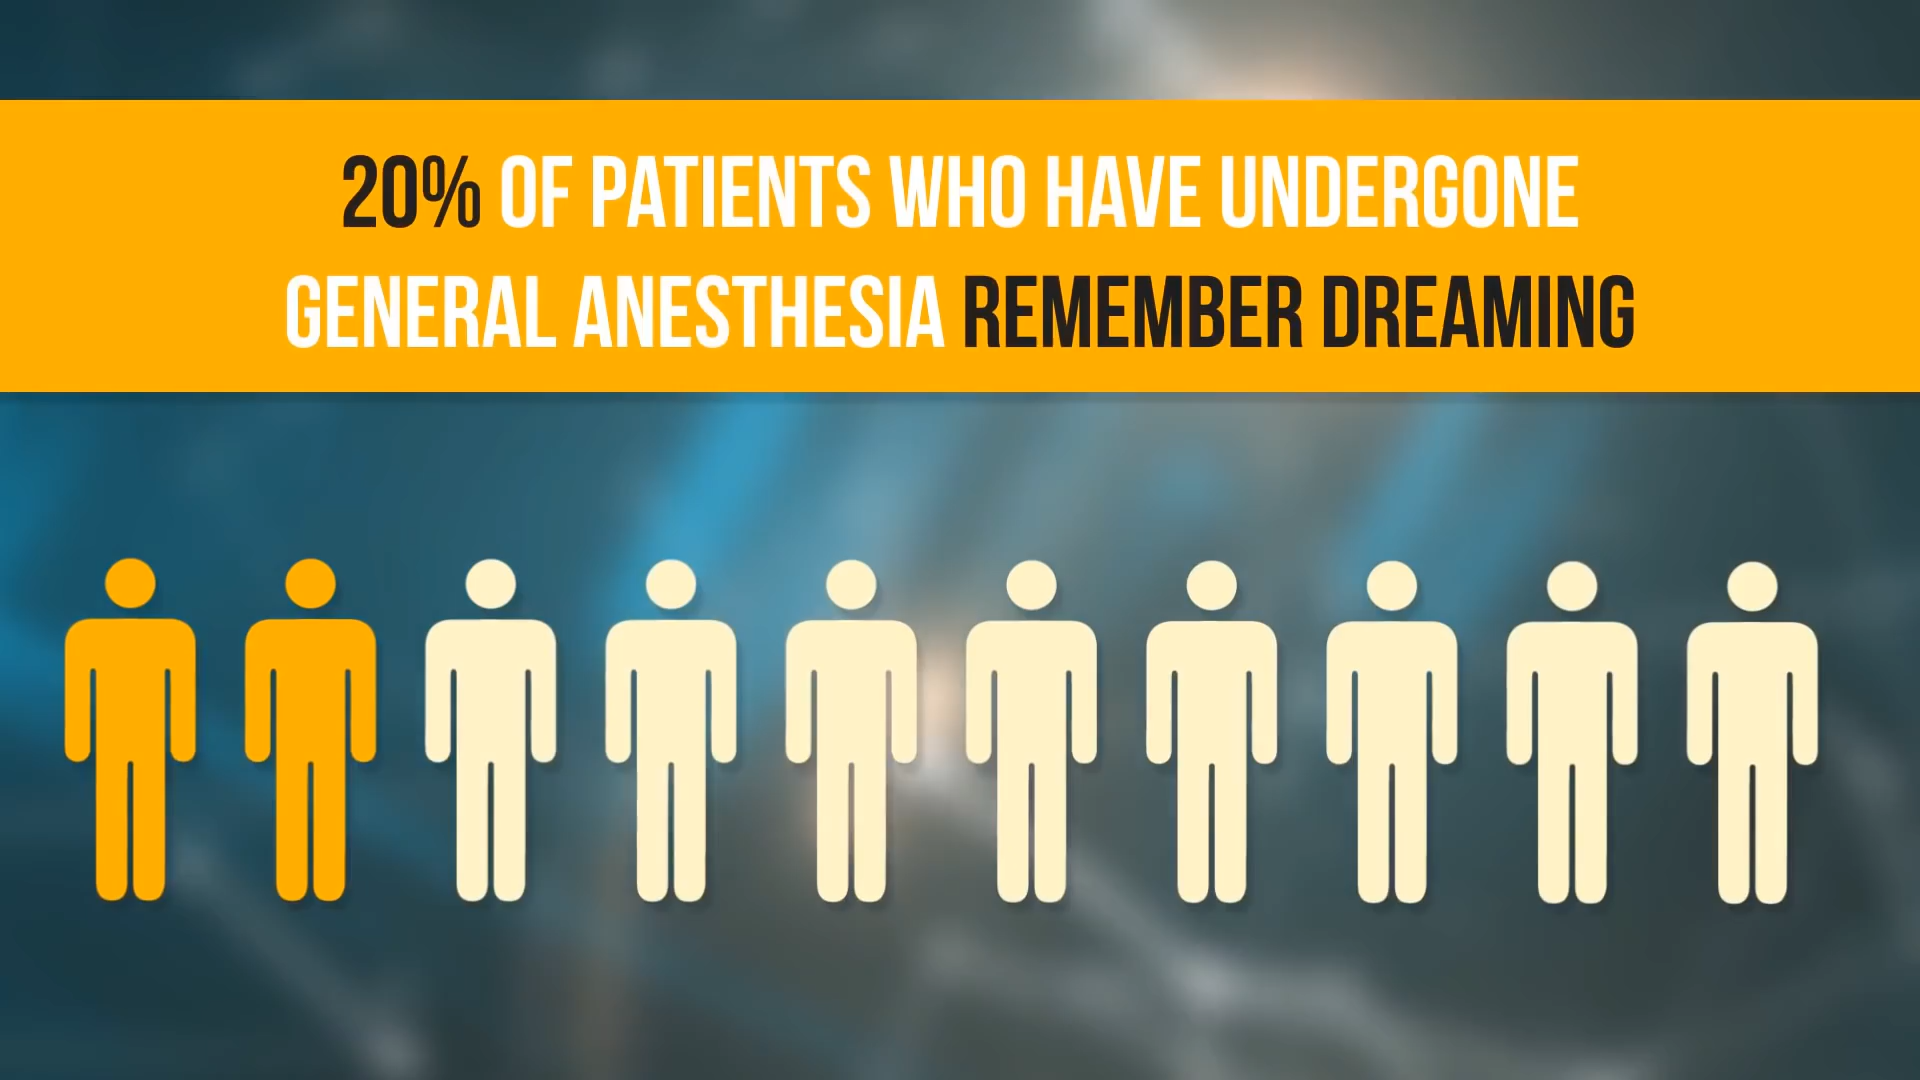 20% OF PATIENTS WHO HAVE UNDERGONE
GENERAL ANESTHESIA REMEMBER DREAMING